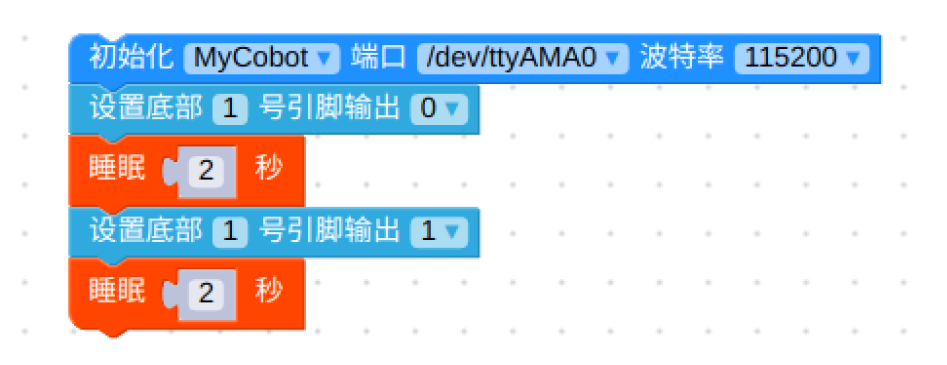 初始化 MyCobot 端口 /dev/ttyAMA0 波特率 115200
设置底部 1 号引脚输出 0
睡眠 2 秒
设置底部 1 号引脚输出 1
睡眠 2 秒